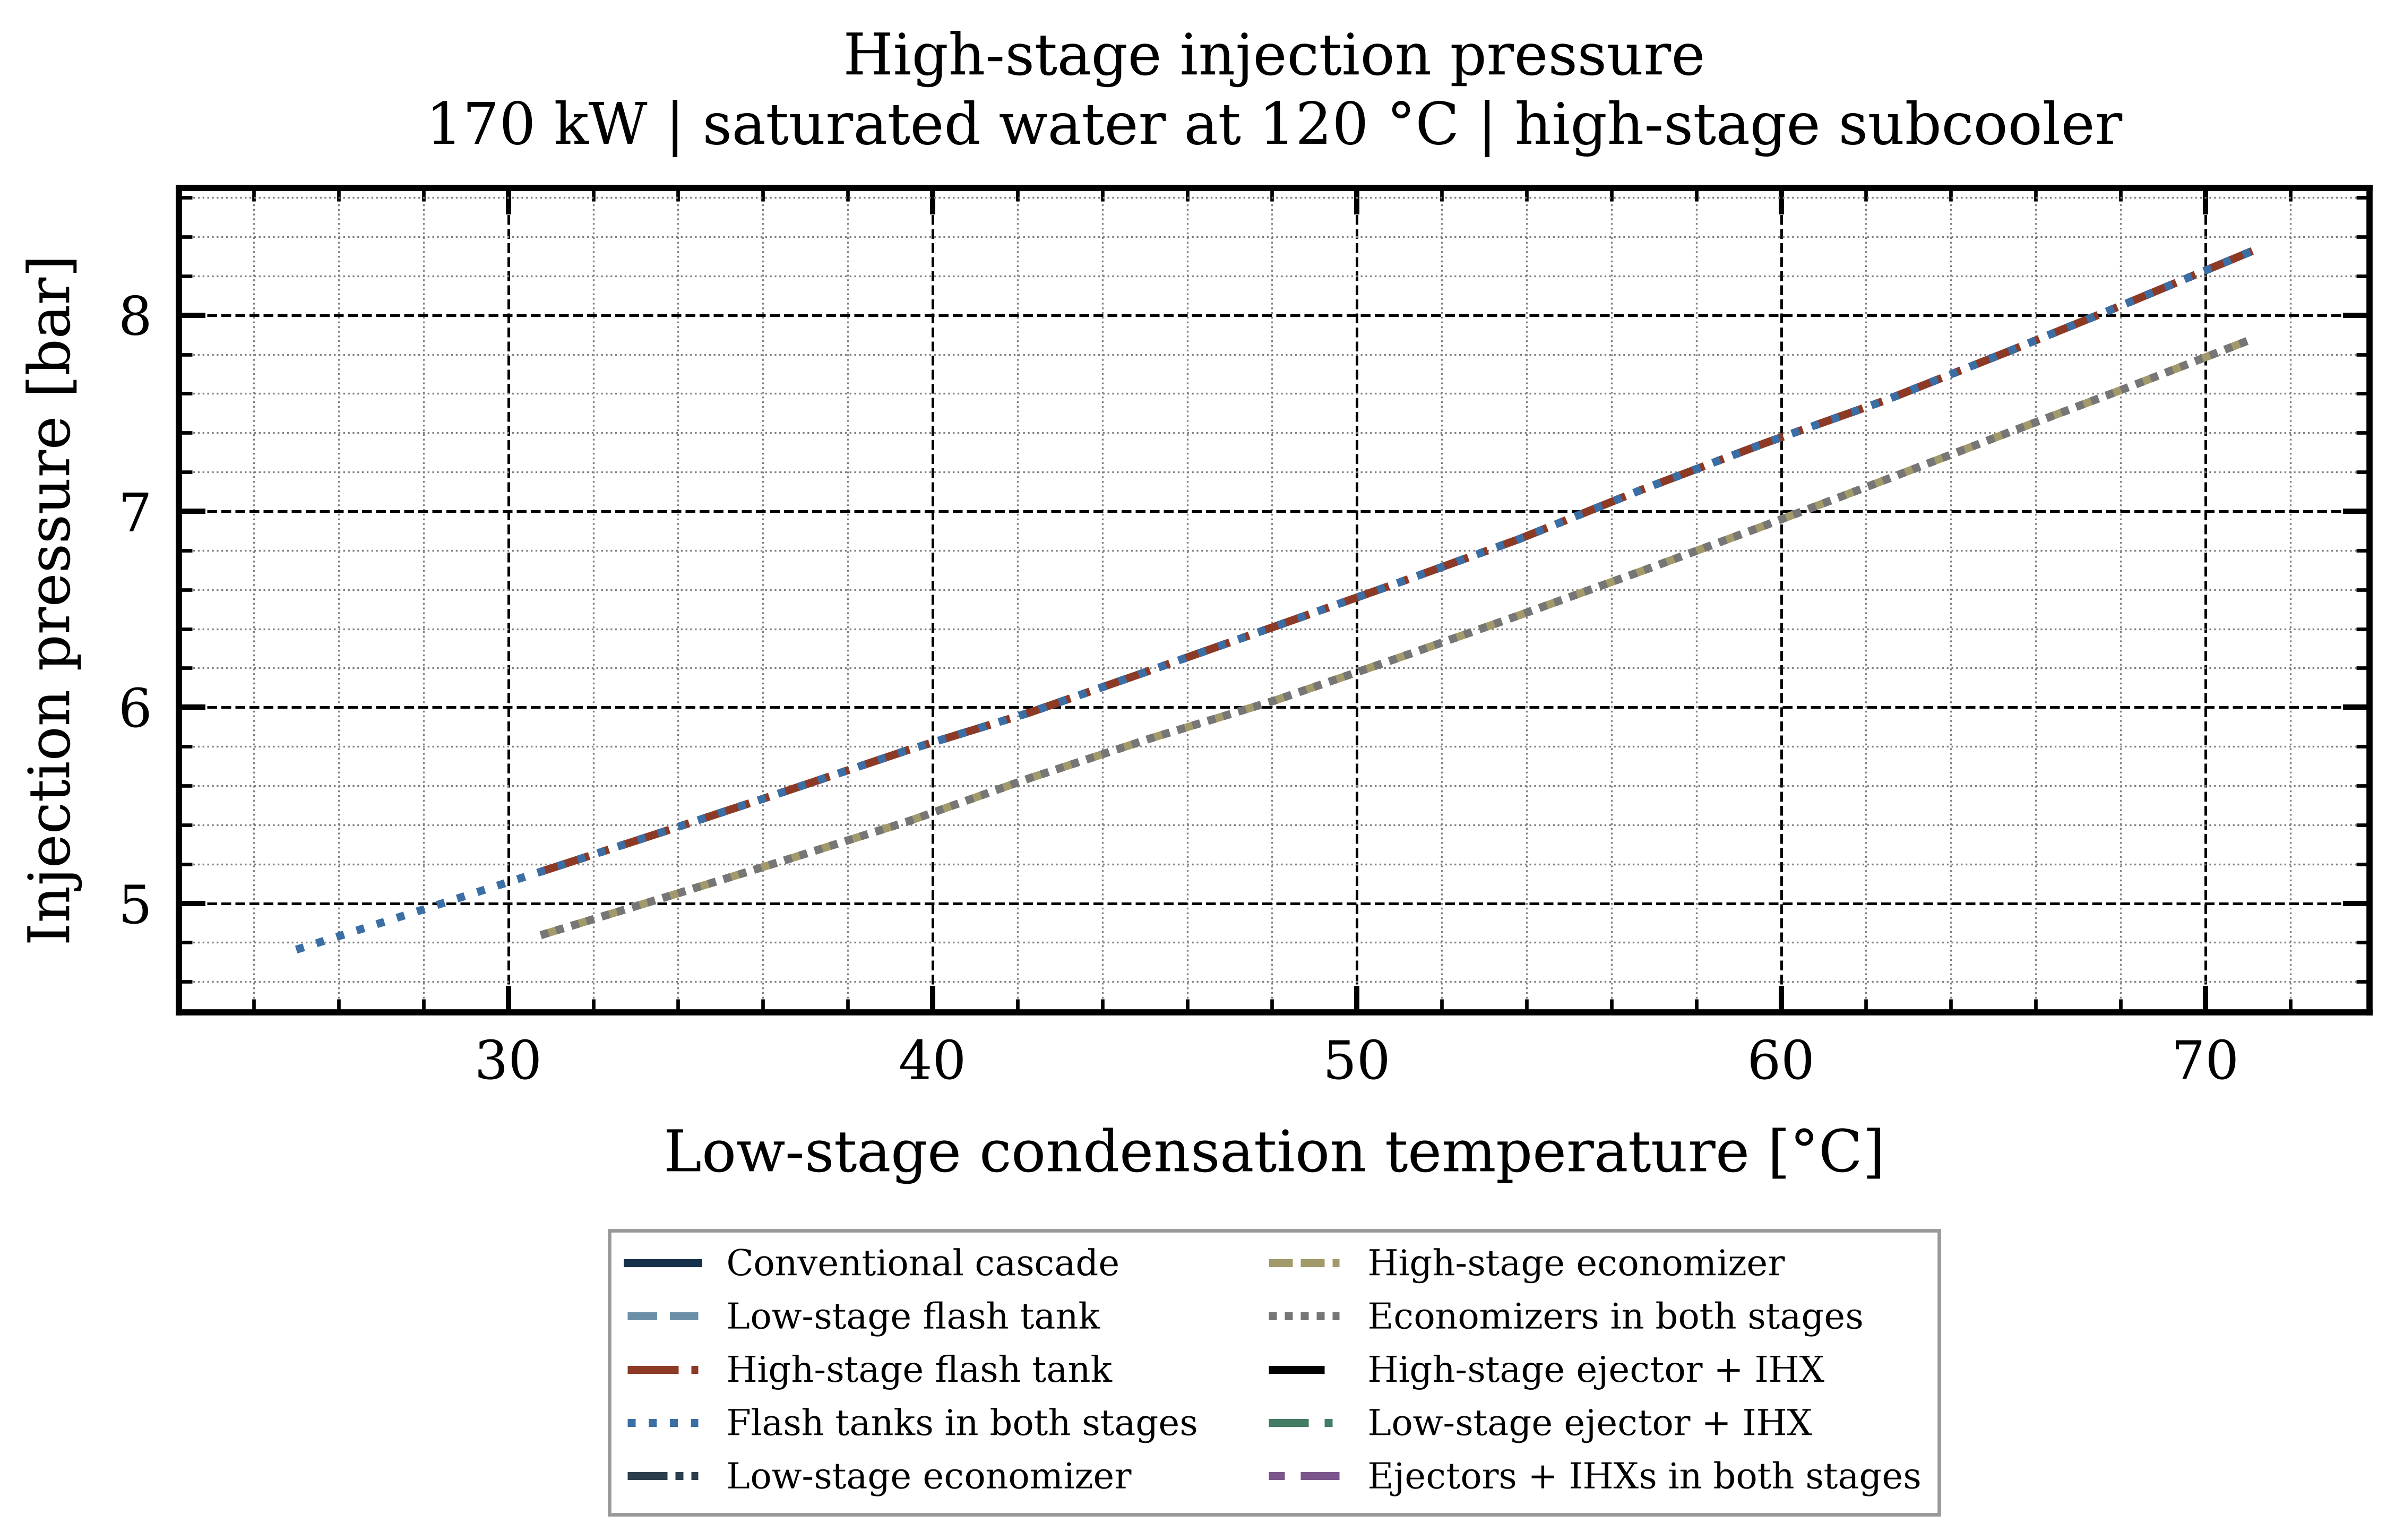 High-stage injection pressure
170 kW | saturated water at 120 °C | high-stage subcooler
Injection pressure [bar]
8
7
6
5
30 40 50 60 70
Low-stage condensation temperature [°C]
Conventional cascade
Low-stage flash tank
High-stage flash tank
Flash tanks in both stages
Low-stage economizer
High-stage economizer
Economizers in both stages
High-stage ejector + IHX
Low-stage ejector + IHX
Ejectors + IHXs in both stages